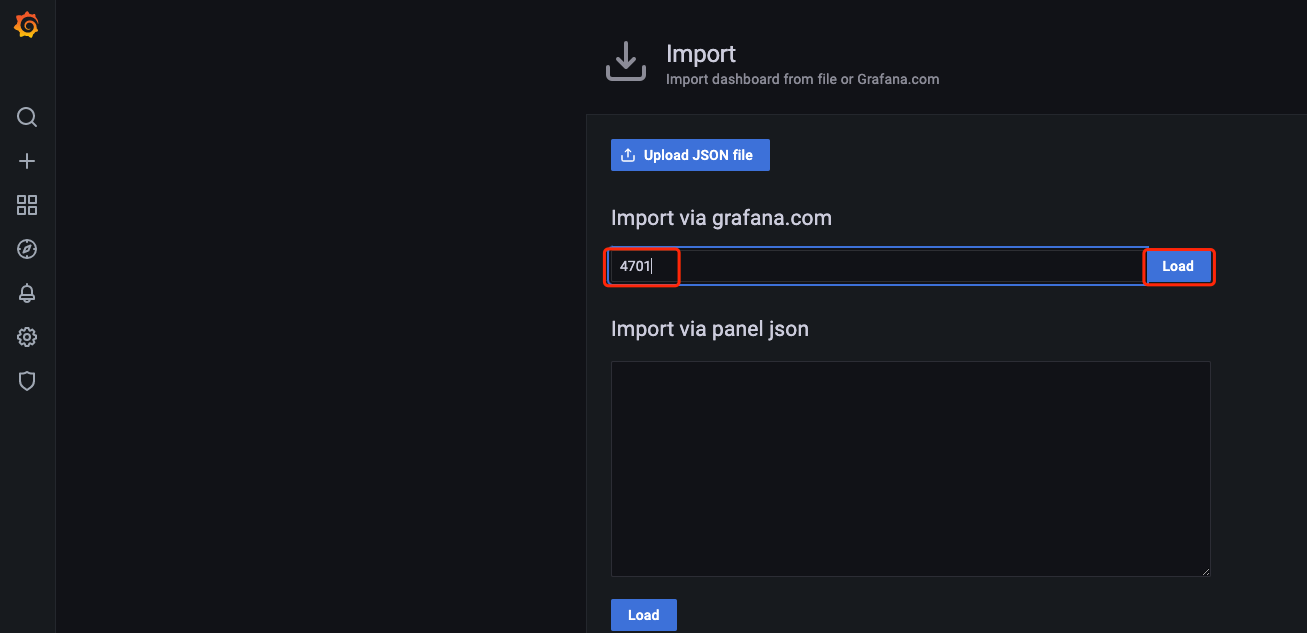 Import
Import dashboard from file or Grafana.com
Upload JSON file
Import via grafana.com
4701
Load
Import via panel json
Load